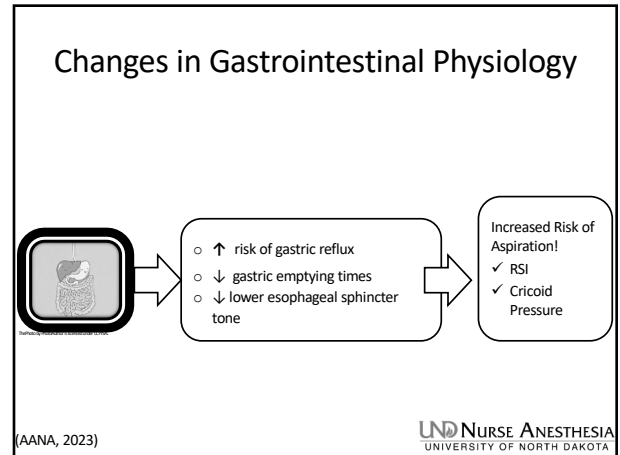 Changes in Gastrointestinal Physiology
○ ↑ risk of gastric reflux
○ ↓ gastric emptying times
○ ↓ lower esophageal sphincter
tone
Increased Risk of
Aspiration!
✓ RSI
✓ Cricoid
Pressure
(AANA, 2023)
UND NURSE ANESTHESIA
UNIVERSITY OF NORTH DAKOTA